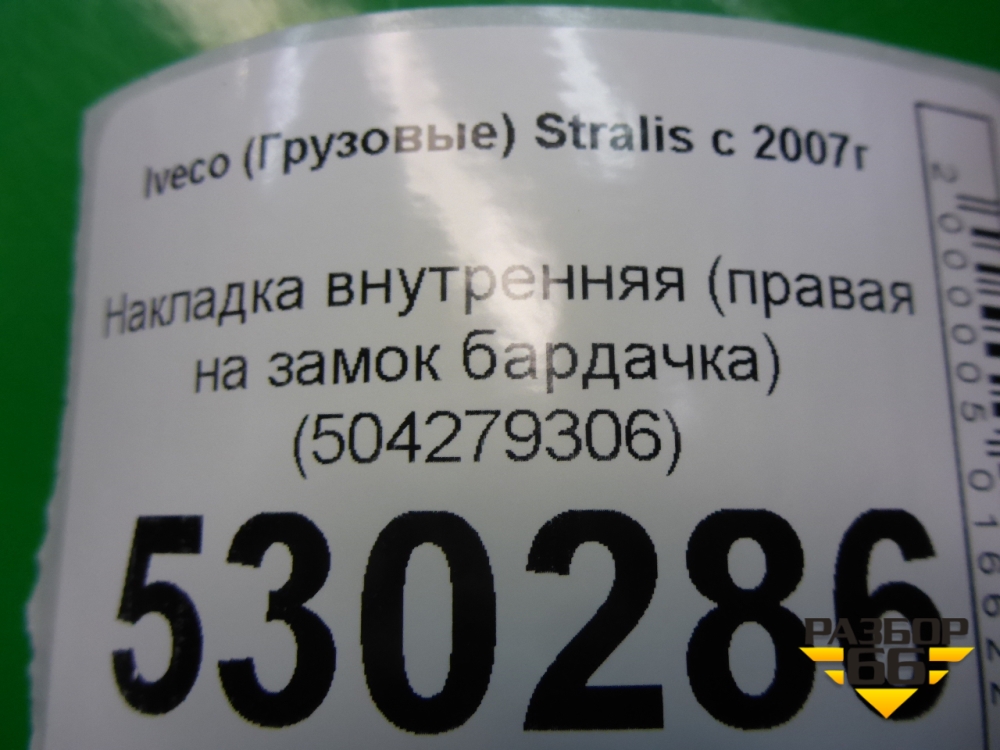 Iveco (Грузовые) Stralis с 2007г
Накладка внутренняя (правая
на замок бардачка)
(504279306)
530286
РАЗБОР
66